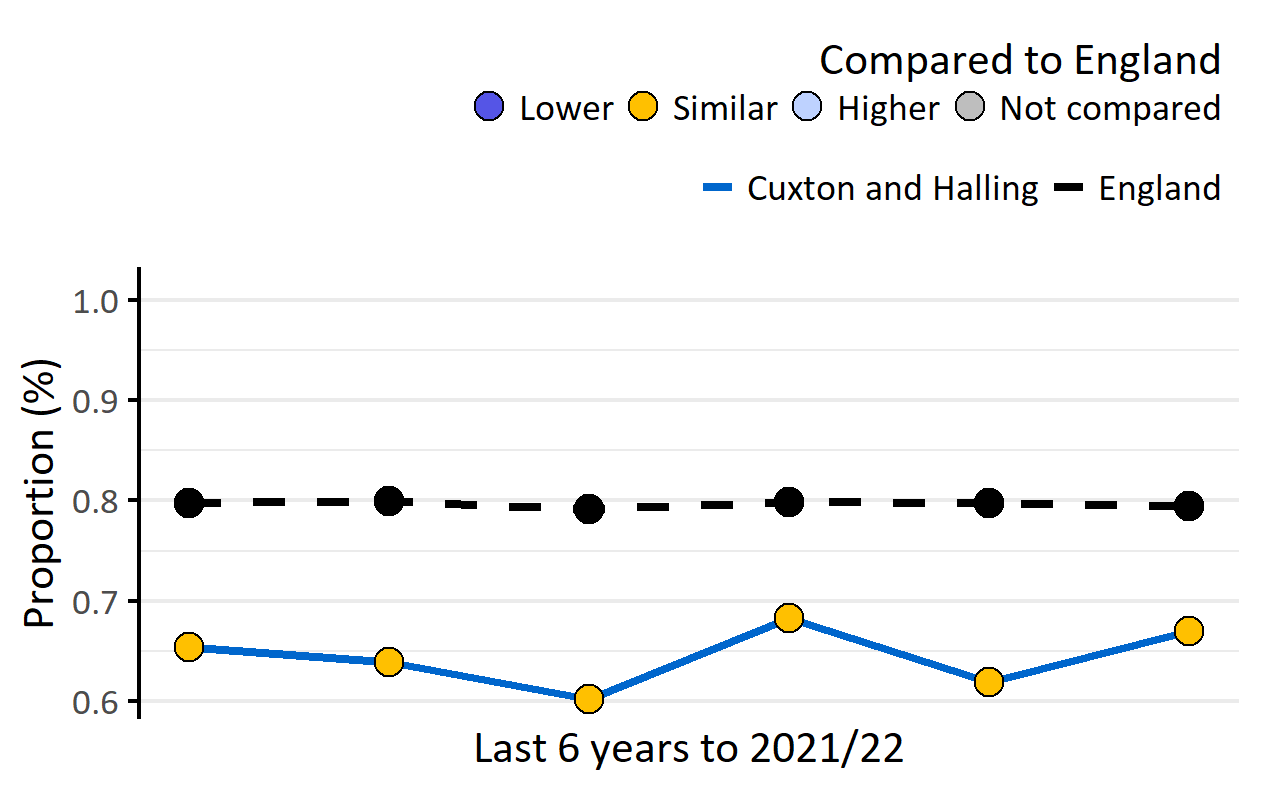 Compared to England
Lower Similar Higher Not compared
Cuxton and Halling England
1.0
0.9
0.8
0.7
0.6
Proportion (%)
Last 6 years to 2021/22